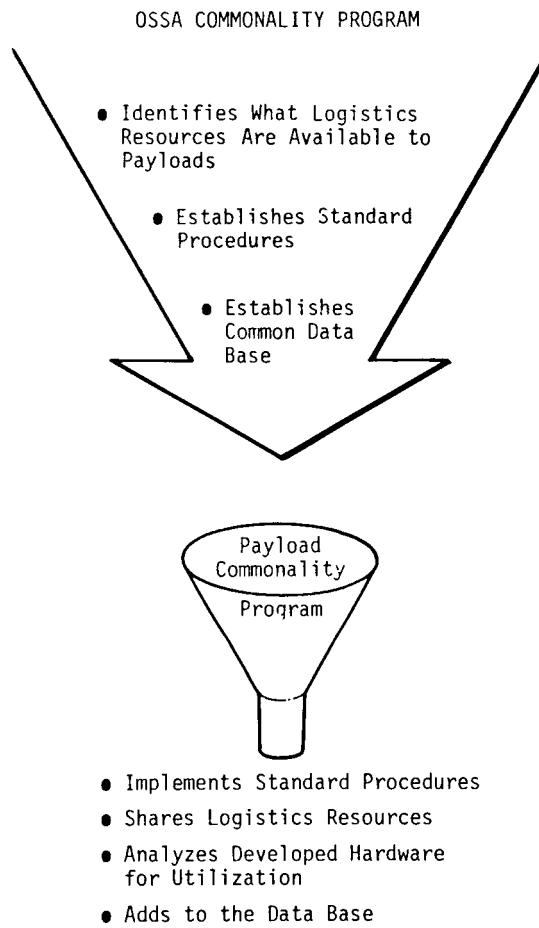 OSSA COMMONALITY PROGRAM
● Identifies What Logistics
Resources Are Available to
Payloads
● Establishes Standard
Procedures
● Establishes
Common Data
Base
Payload
Commonality
Program
● Implements Standard Procedures
● Shares Logistics Resources
● Analyzes Developed Hardware
for Utilization
● Adds to the Data Base